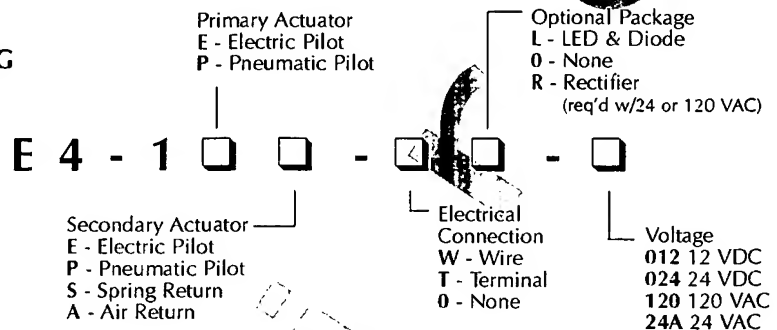 Primary Actuator
E - Electric Pilot
P - Pneumatic Pilot
Optional Package
L - LED & Diode
0 - None
R - Rectifier
(req'd w/24 or 120 VAC)
G
E 4 - 1 □ □ - □ □ - □
Secondary Actuator
E - Electric Pilot
P - Pneumatic Pilot
S - Spring Return
A - Air Return
Electrical
Connection
W - Wire
T - Terminal
0 - None
Voltage
012 12 VDC
024 24 VDC
120 120 VAC
24A 24 VAC